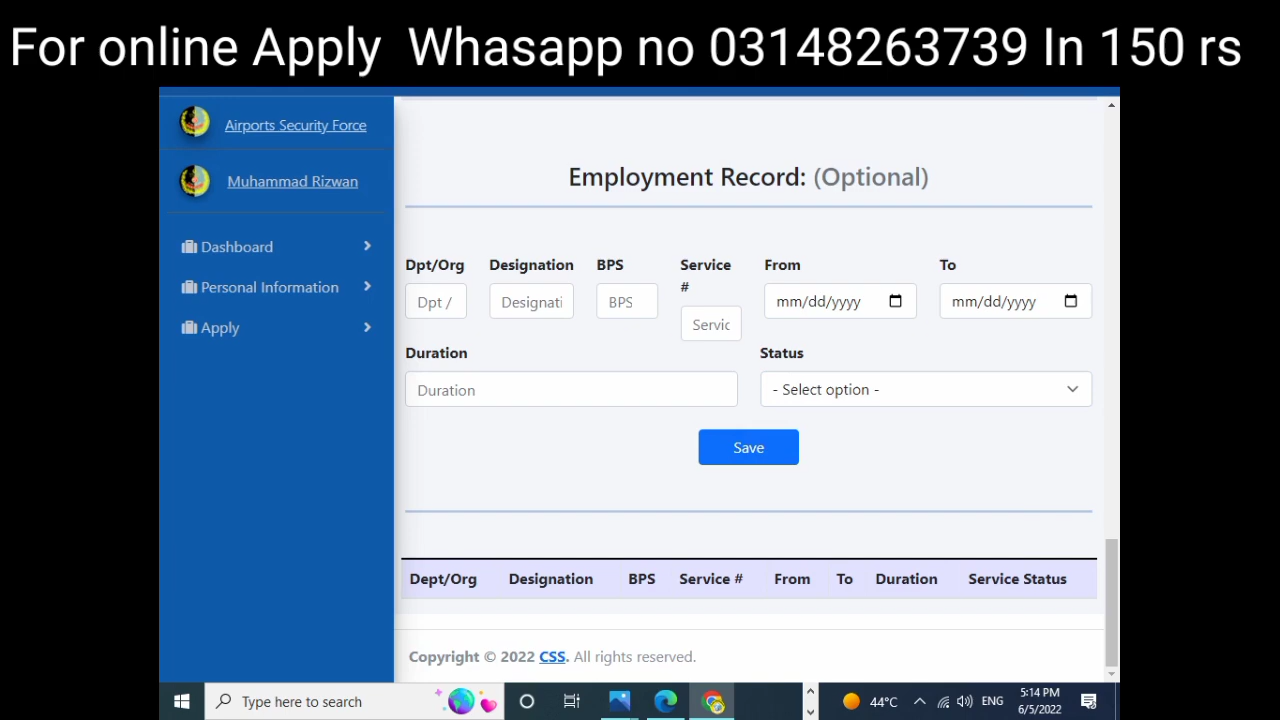 For online Apply Whasapp no 03148263739 In 150 rs
Airports Security Force
Muhammad Rizwan
Dashboard
Personal Information
Apply
Employment Record: (Optional)
Dpt/Org Designation BPS Service # From To
Dpt / Designati BPS Servic mm/dd/yyyy mm/dd/yyyy
Duration Status
Duration - Select option -
Save
Dept/Org Designation BPS Service # From To Duration Service Status
Copyright © 2022 CSS. All rights reserved.
Type here to search
44°C ENG
5:14 PM
6/5/2022